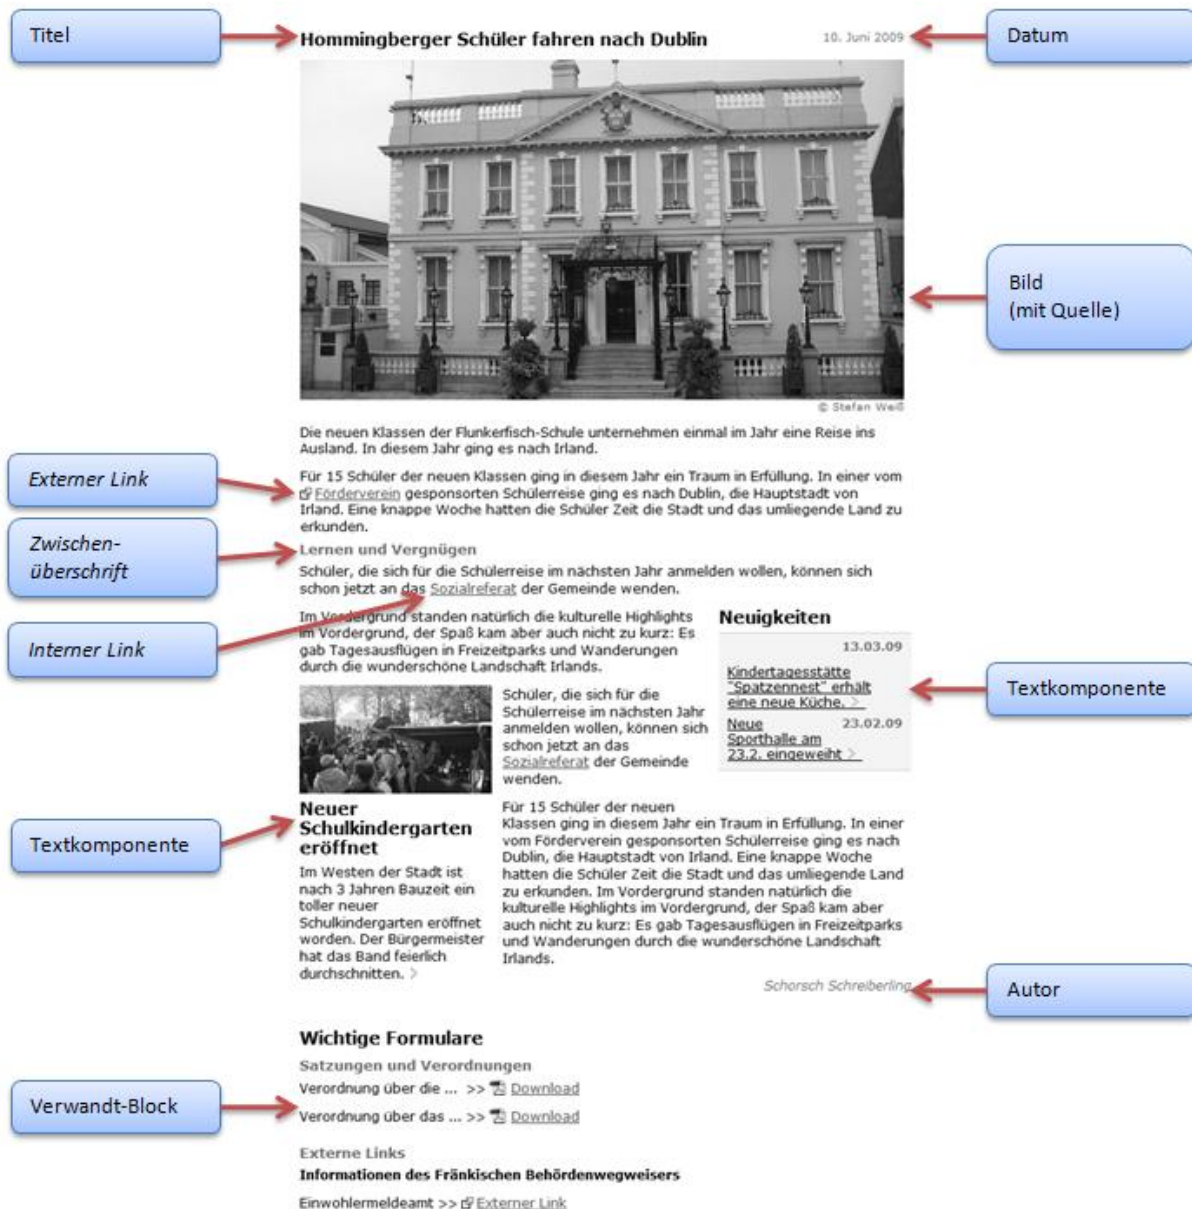 Titel
Hommingberger Schüler fahren nach Dublin
10. Juni 2009
Datum
Bild
(mit Quelle)
© Stefan Weiß
Die neuen Klassen der Flunkerfisch-Schule unternehmen einmal im Jahr eine Reise ins
Ausland. In diesem Jahr ging es nach Irland.
Externer Link
Für 15 Schüler der neuen Klassen ging in diesem Jahr ein Traum in Erfüllung. In einer vom
Förderverein gesponsorten Schülerreise ging es nach Dublin, die Hauptstadt von
Irland. Eine knappe Woche hatten die Schüler Zeit die Stadt und das umliegende Land zu
erkunden.
Zwischen-
überschrift
Lernen und Vergnügen
Schüler, die sich für die Schülerreise im nächsten Jahr anmelden wollen, können sich
schon jetzt an das Sozialreferat der Gemeinde wenden.
Interner Link
Im Vordergrund standen natürlich die kulturelle Highlights
im Vordergrund, der Spaß kam aber auch nicht zu kurz: Es
gab Tagesausflügen in Freizeitparks und Wanderungen
durch die wunderschöne Landschaft Irlands.
Neuigkeiten
13.03.09
Kindertagesstätte
"Spatzennest" erhält
eine neue Küche. >
Neue 23.02.09
Sporthalle am
23.2. eingeweiht >
Textkomponente
Schüler, die sich für die
Schülerreise im nächsten Jahr
anmelden wollen, können sich
schon jetzt an das
Sozialreferat der Gemeinde
wenden.
Textkomponente
Neuer
Schulkindergarten
eröffnet
Im Westen der Stadt ist
nach 3 Jahren Bauzeit ein
toller neuer
Schulkindergarten eröffnet
worden. Der Bürgermeister
hat das Band feierlich
durchschnitten. >
Für 15 Schüler der neuen
Klassen ging in diesem Jahr ein Traum in Erfüllung. In einer
vom Förderverein gesponsorten Schülerreise ging es nach
Dublin, die Hauptstadt von Irland. Eine knappe Woche
hatten die Schüler Zeit die Stadt und das umliegende Land
zu erkunden. Im Vordergrund standen natürlich die
kulturelle Highlights im Vordergrund, der Spaß kam aber
auch nicht zu kurz: Es gab Tagesausflügen in Freizeitparks
und Wanderungen durch die wunderschöne Landschaft
Irlands.
Schorsch Schreiberling
Autor
Wichtige Formulare
Satzungen und Verordnungen
Verordnung über die ... >> Download
Verwandt-Block
Verordnung über das ... >> Download
Externe Links
Informationen des Fränkischen Behördenwegweisers
Einwohlermeldeamt >> Externer Link